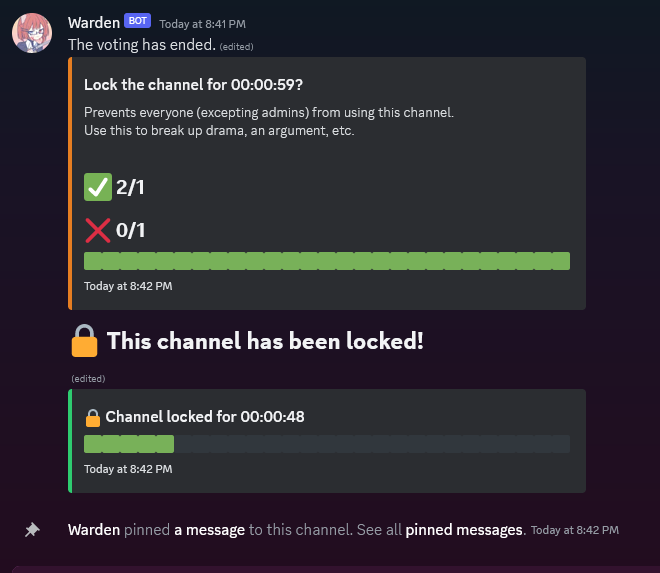 Warden BOT Today at 8:41 PM
The voting has ended. (edited)
Lock the channel for 00:00:59?
Prevents everyone (excepting admins) from using this channel.
Use this to break up drama, an argument, etc.
2/1
0/1
Today at 8:42 PM
This channel has been locked!
(edited)
Channel locked for 00:00:48
Today at 8:42 PM
Warden pinned a message to this channel. See all pinned messages. Today at 8:42 PM